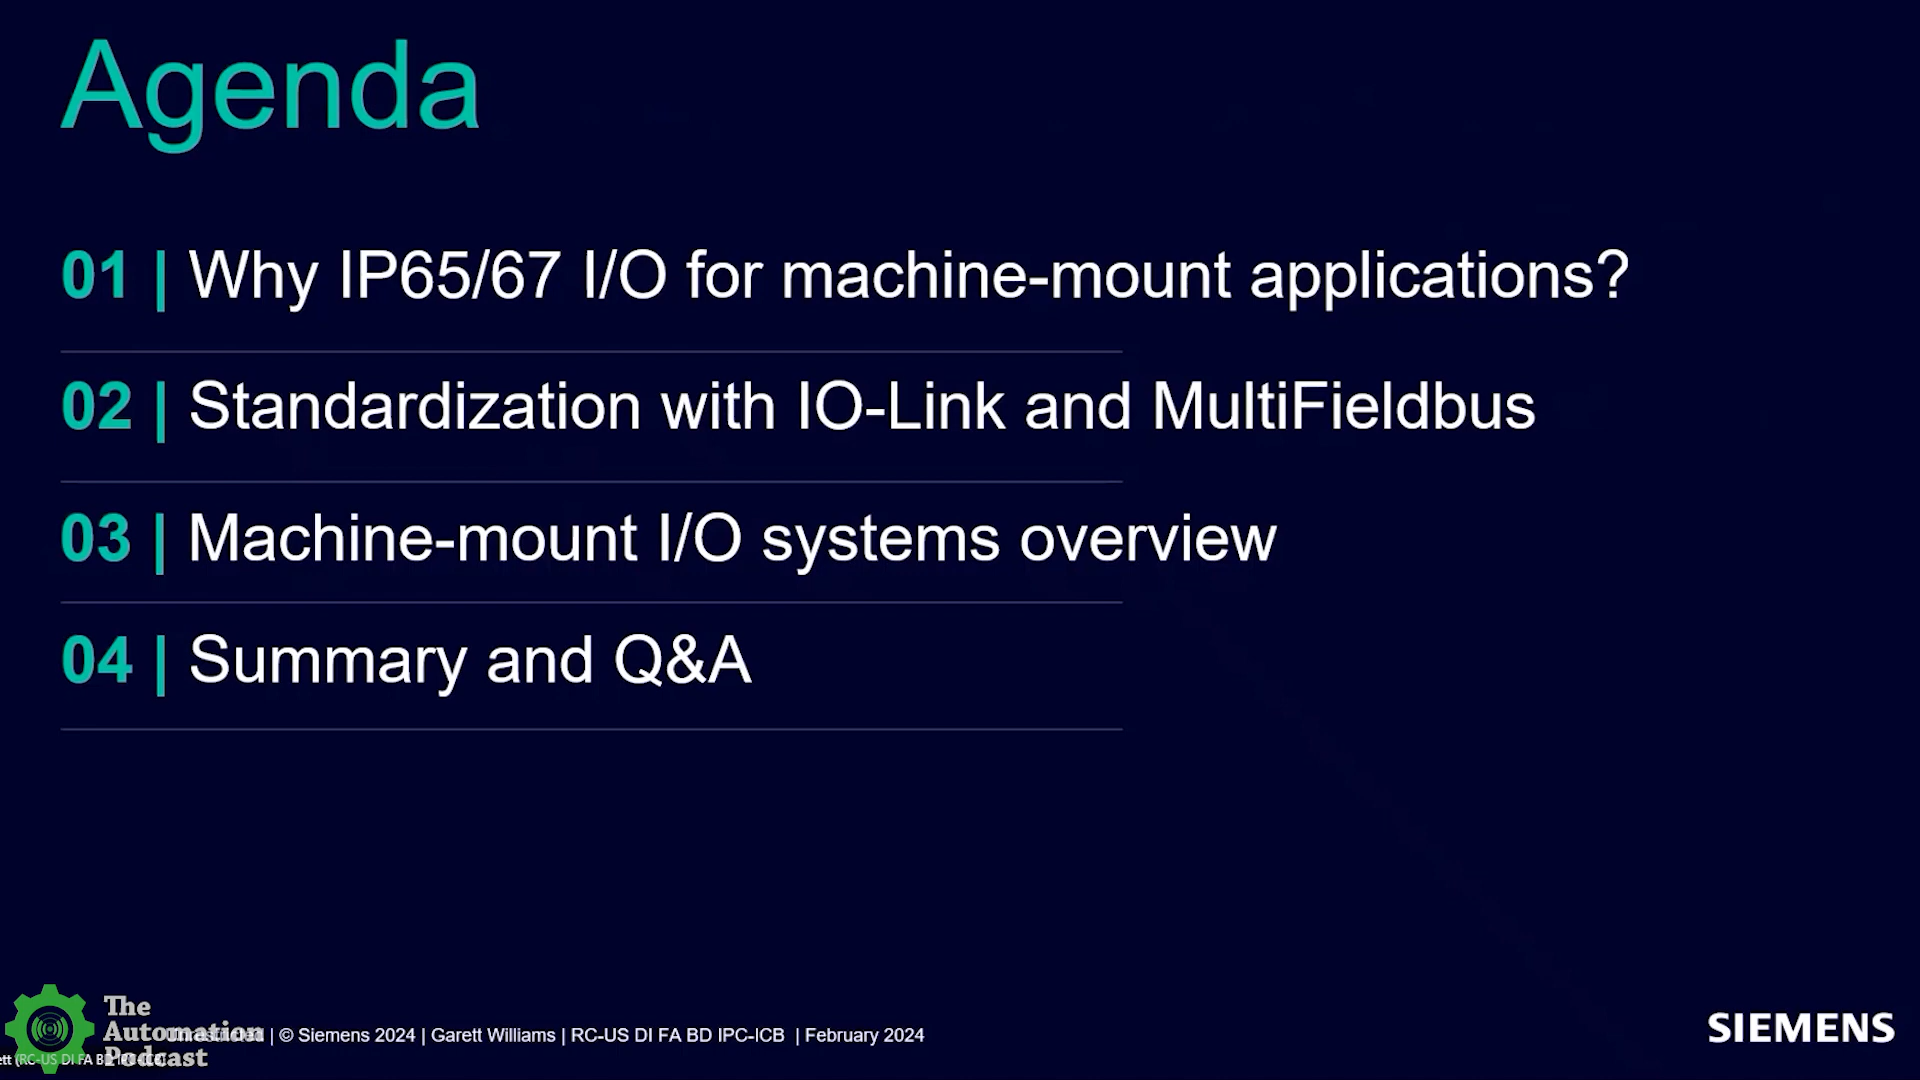 Agenda
01 | Why IP65/67 I/O for machine-mount applications?
02 | Standardization with IO-Link and MultiFieldbus
03 | Machine-mount I/O systems overview
04 | Summary and Q&A
The
Automation
Podcast
| © Siemens 2024 | Garett Williams | RC-US DI FA BD IPC-ICB | February 2024
SIEMENS